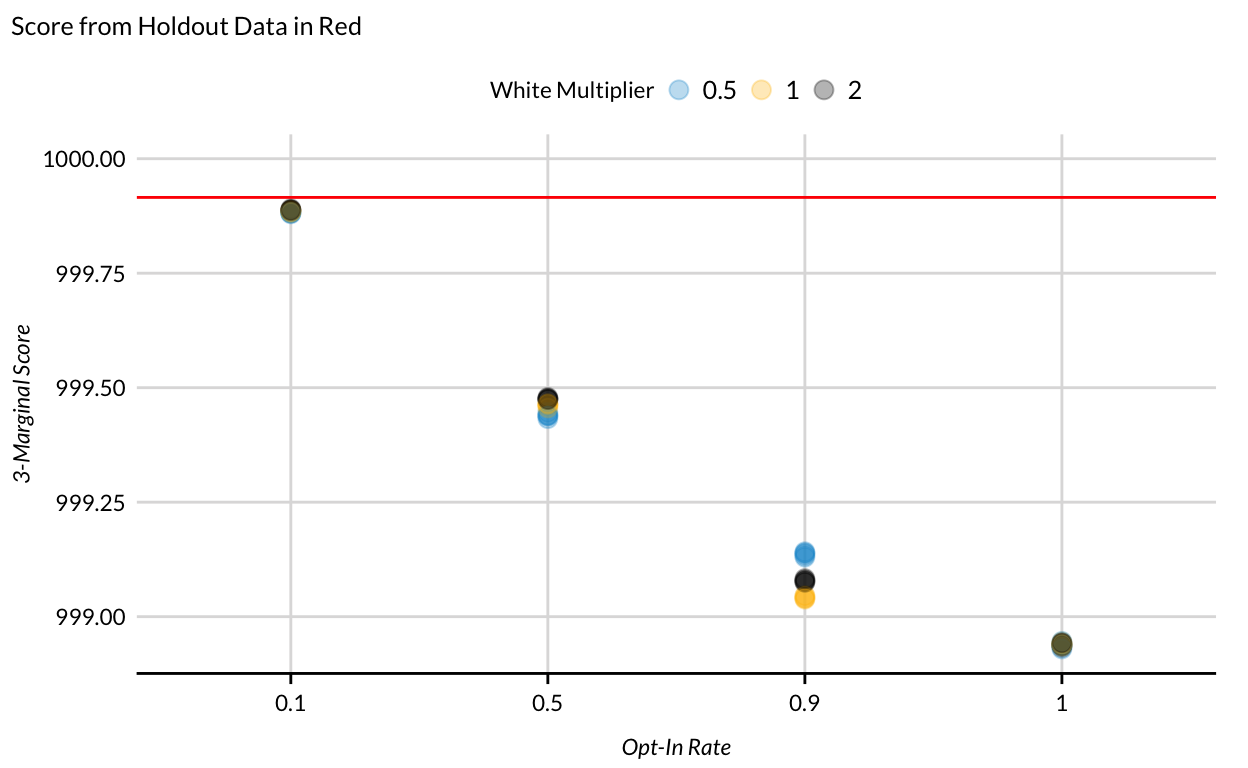 Score from Holdout Data in Red
White Multiplier 0.5 1 2
1000.00
999.75
999.50
999.25
999.00
3-Marginal Score
0.1 0.5 0.9 1
Opt-In Rate